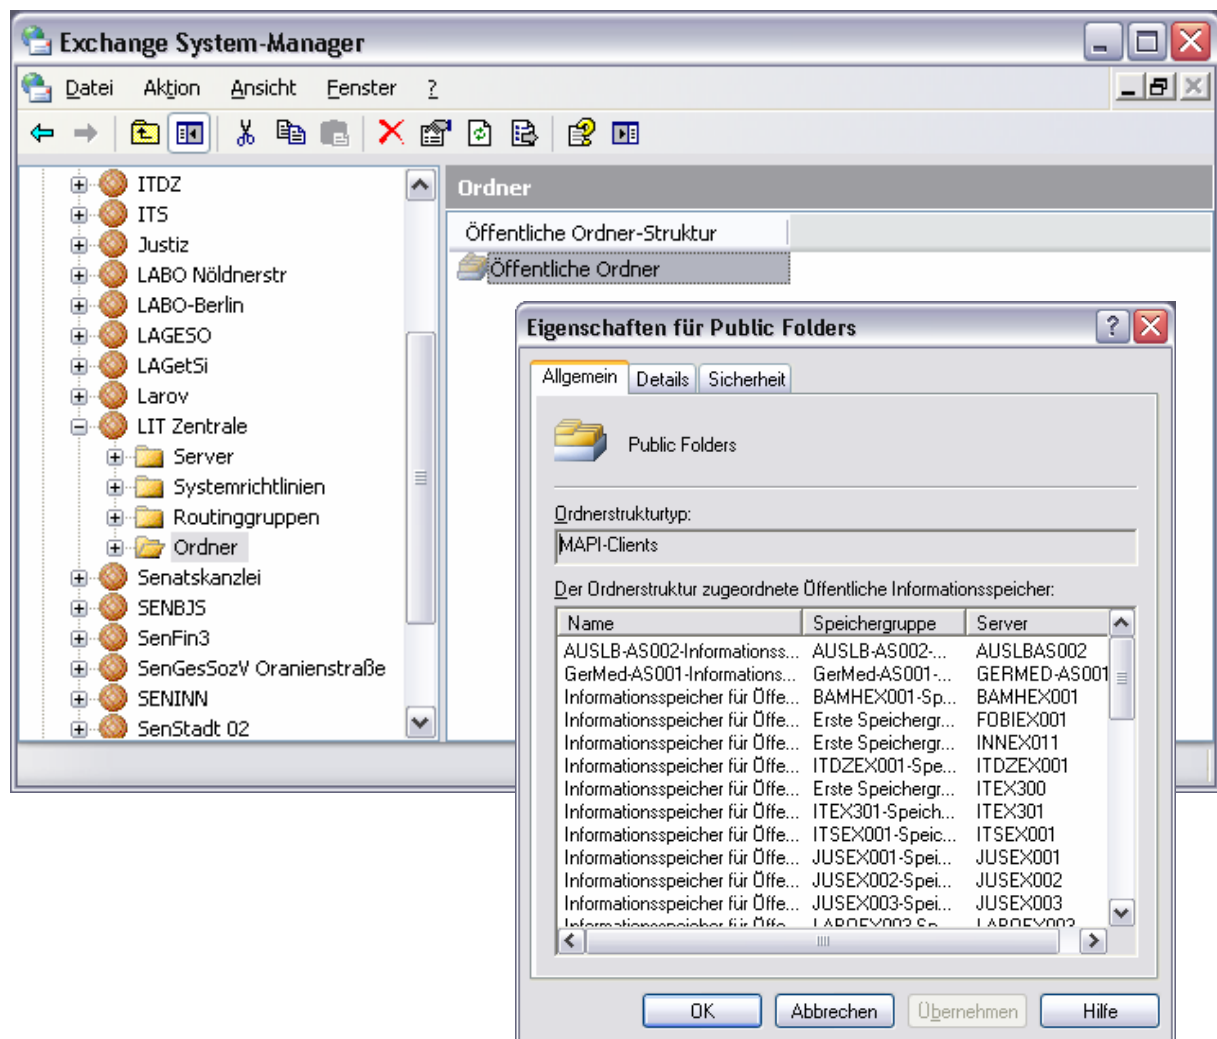 Exchange System-Manager
Datei Aktion Ansicht Fenster ?
ITDZ
ITS
Justiz
LABO Nöldnerstr
LABO-Berlin
LAGESO
LAGetSi
Larov
LIT Zentrale
Server
Systemrichtlinien
Routinggruppen
Ordner
Senatskanzlei
SENBJS
SenFin3
SenGesSozV Oranienstraße
SENINN
SenStadt 02
Ordner
Öffentliche Ordner-Struktur
Öffentliche Ordner
Eigenschaften für Public Folders
Allgemein Details Sicherheit
Public Folders
Ordnerstrukturtyp:
MAPI-Clients
Der Ordnerstruktur zugeordnete Öffentliche Informationsspeicher:
Name Speichergruppe Server
AUSLB-AS002-Informationss... AUSLB-AS002-... AUSLBAS002
GerMed-AS001-Informations... GerMed-AS001-... GERMED-AS001
Informationsspeicher für Öffe... BAMHEX001-Sp... BAMHEX001
Informationsspeicher für Öffe... Erste Speichergr... FOBIEX001
Informationsspeicher für Öffe... Erste Speichergr... INNEX011
Informationsspeicher für Öffe... ITDZEX001-Spe... ITDZEX001
Informationsspeicher für Öffe... Erste Speichergr... ITEX300
Informationsspeicher für Öffe... ITEX301-Speich... ITEX301
Informationsspeicher für Öffe... ITSEX001-Speic... ITSEX001
Informationsspeicher für Öffe... JUSEX001-Spei... JUSEX001
Informationsspeicher für Öffe... JUSEX002-Spei... JUSEX002
Informationsspeicher für Öffe... JUSEX003-Spei... JUSEX003
Informationsspeicher für Öffe... LABOEX003-Sp... LABOEX003
OK Abbrechen Übernehmen Hilfe